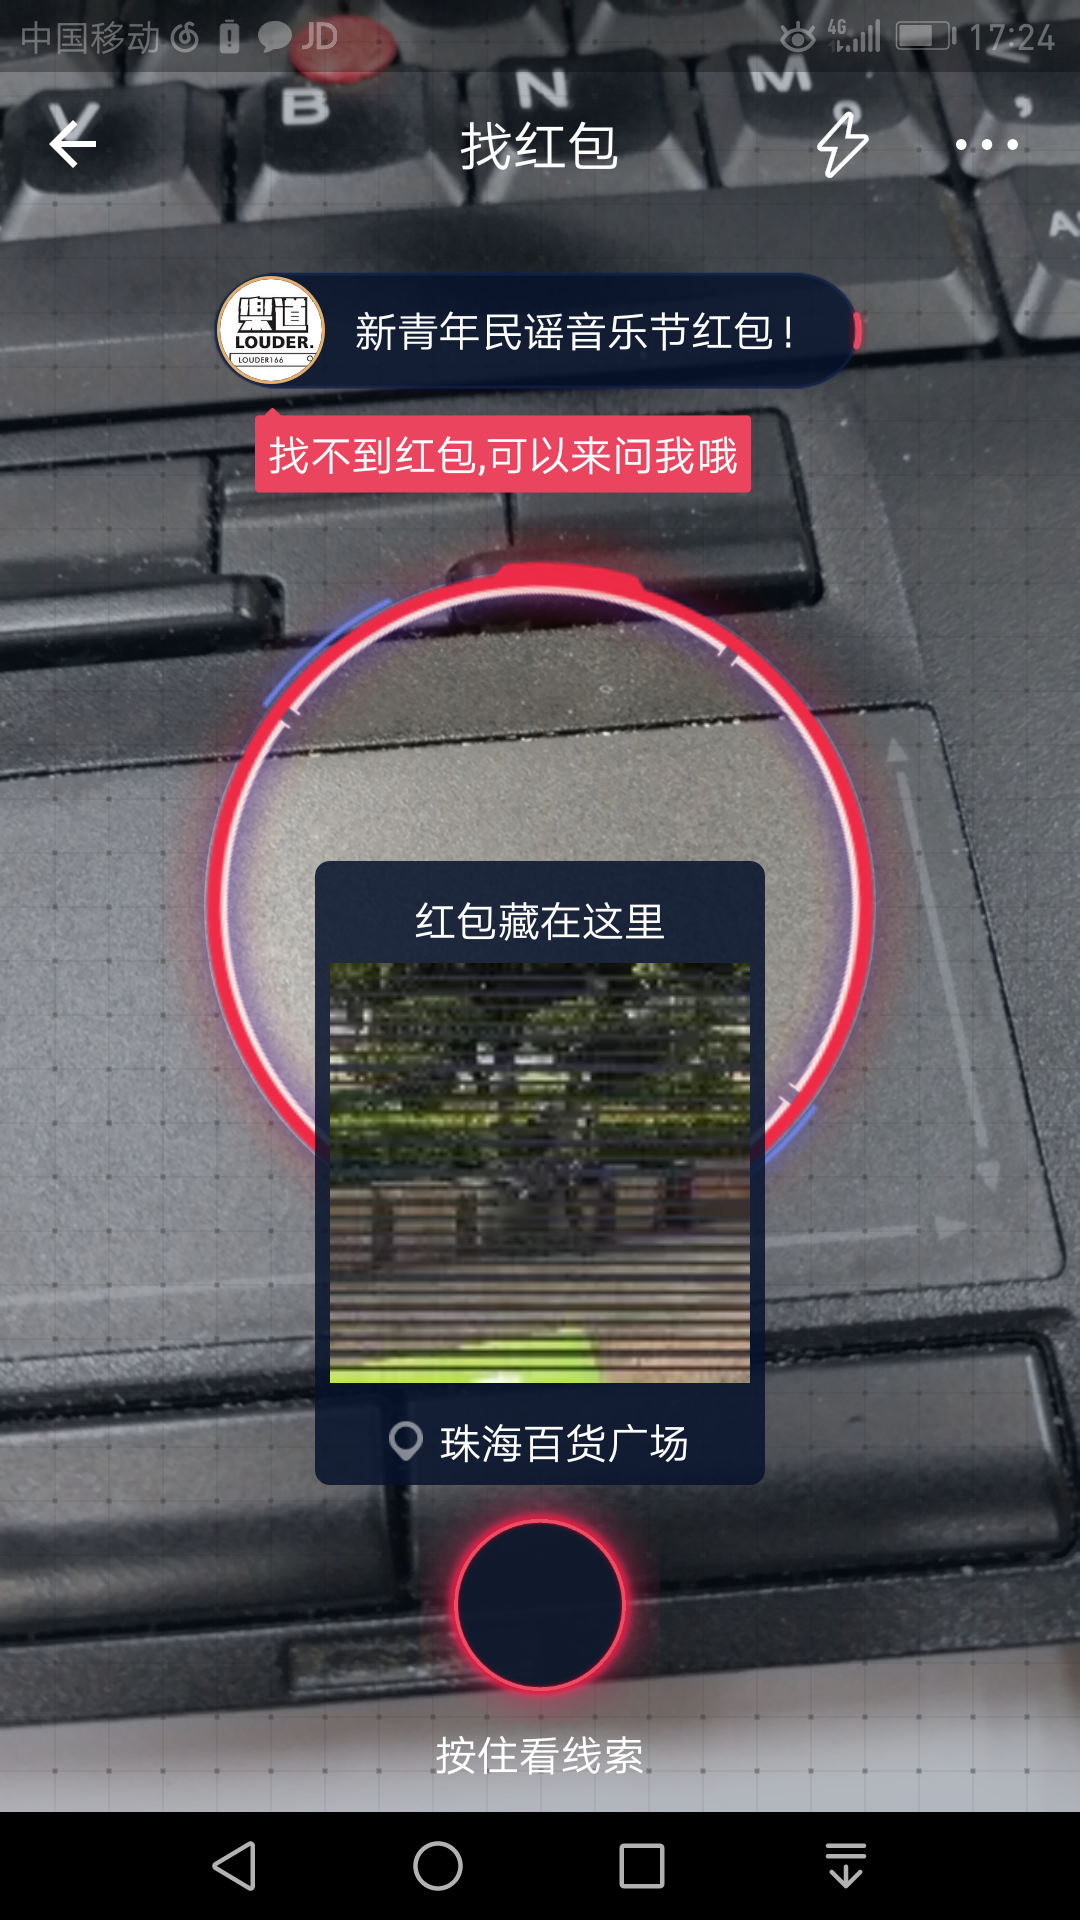 中国移动 JD 4G 17:24
V B N M ,
找红包
樂道
LOUDER.
LOUDER166
新青年民谣音乐节红包!
找不到红包,可以来问我哦
红包藏在这里
珠海百货广场
按住看线索